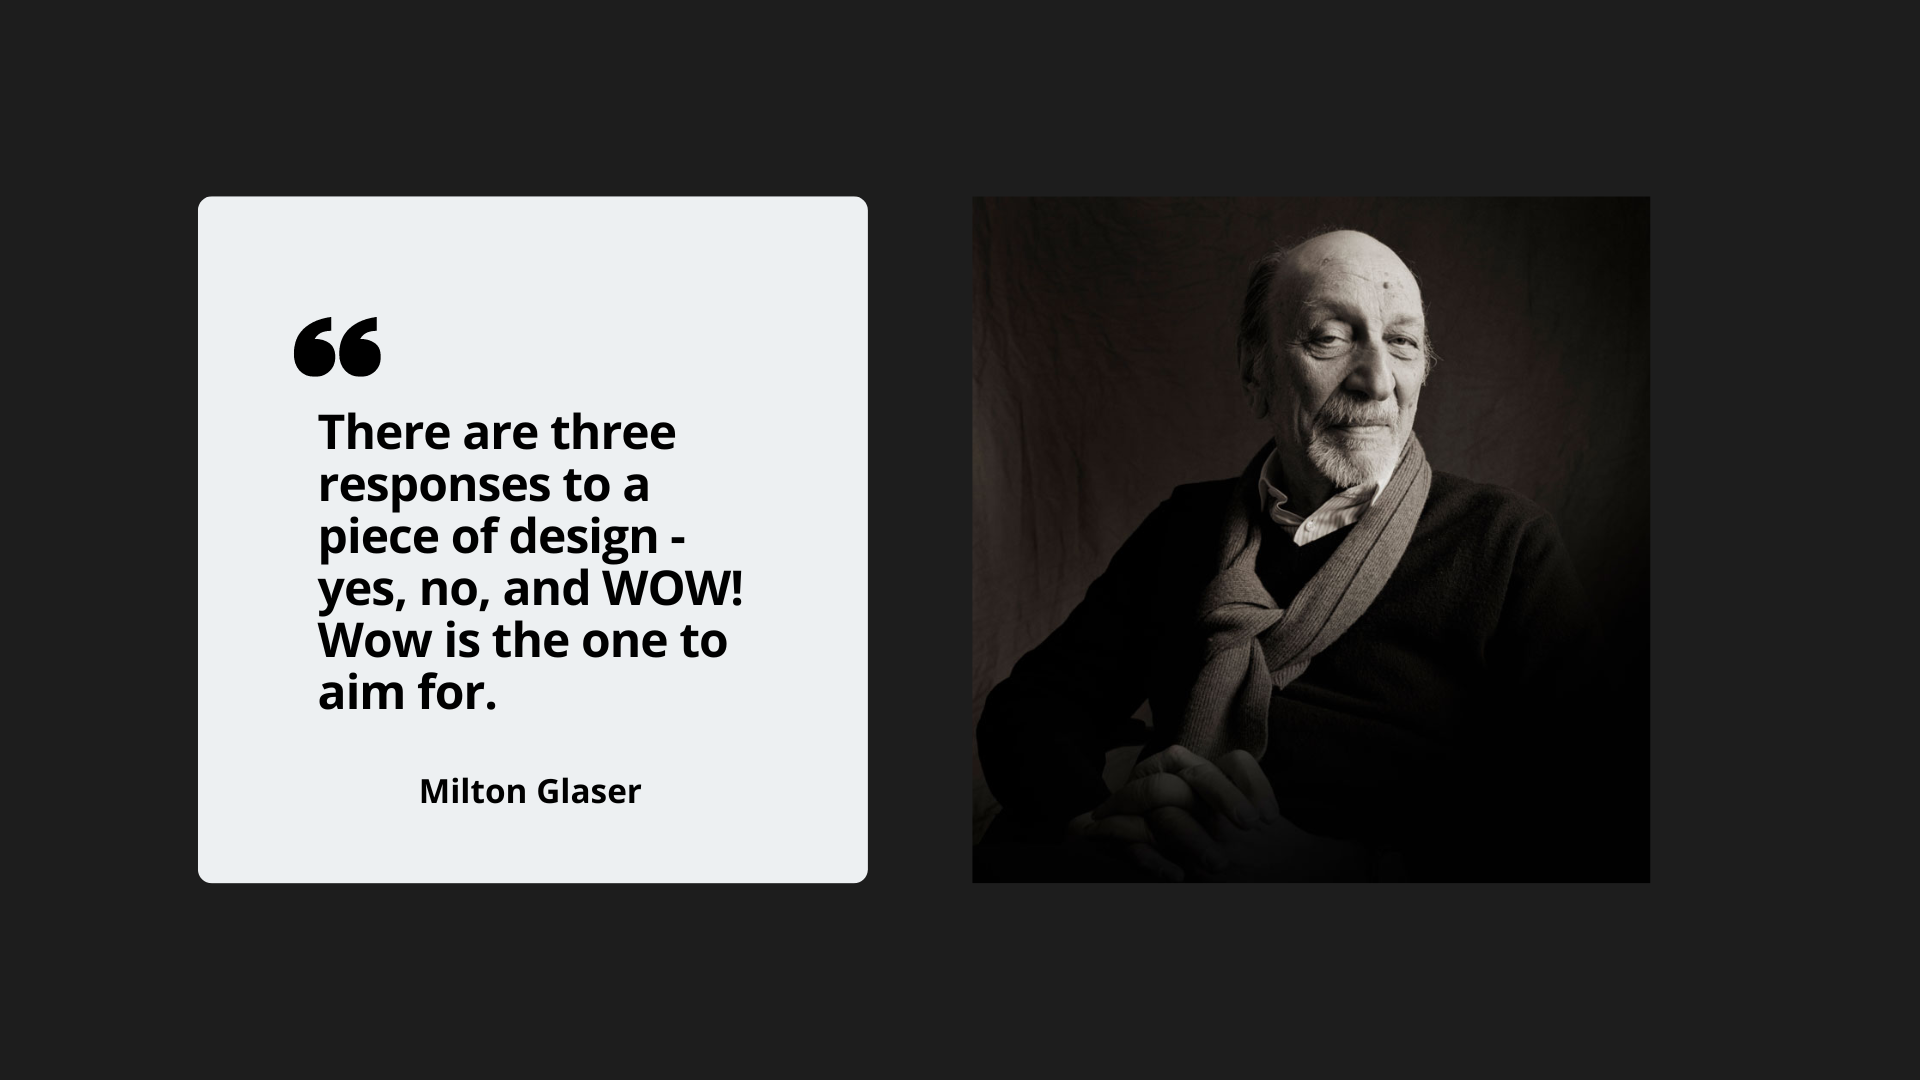 “
There are three
responses to a
piece of design -
yes, no, and WOW!
Wow is the one to
aim for.
Milton Glaser